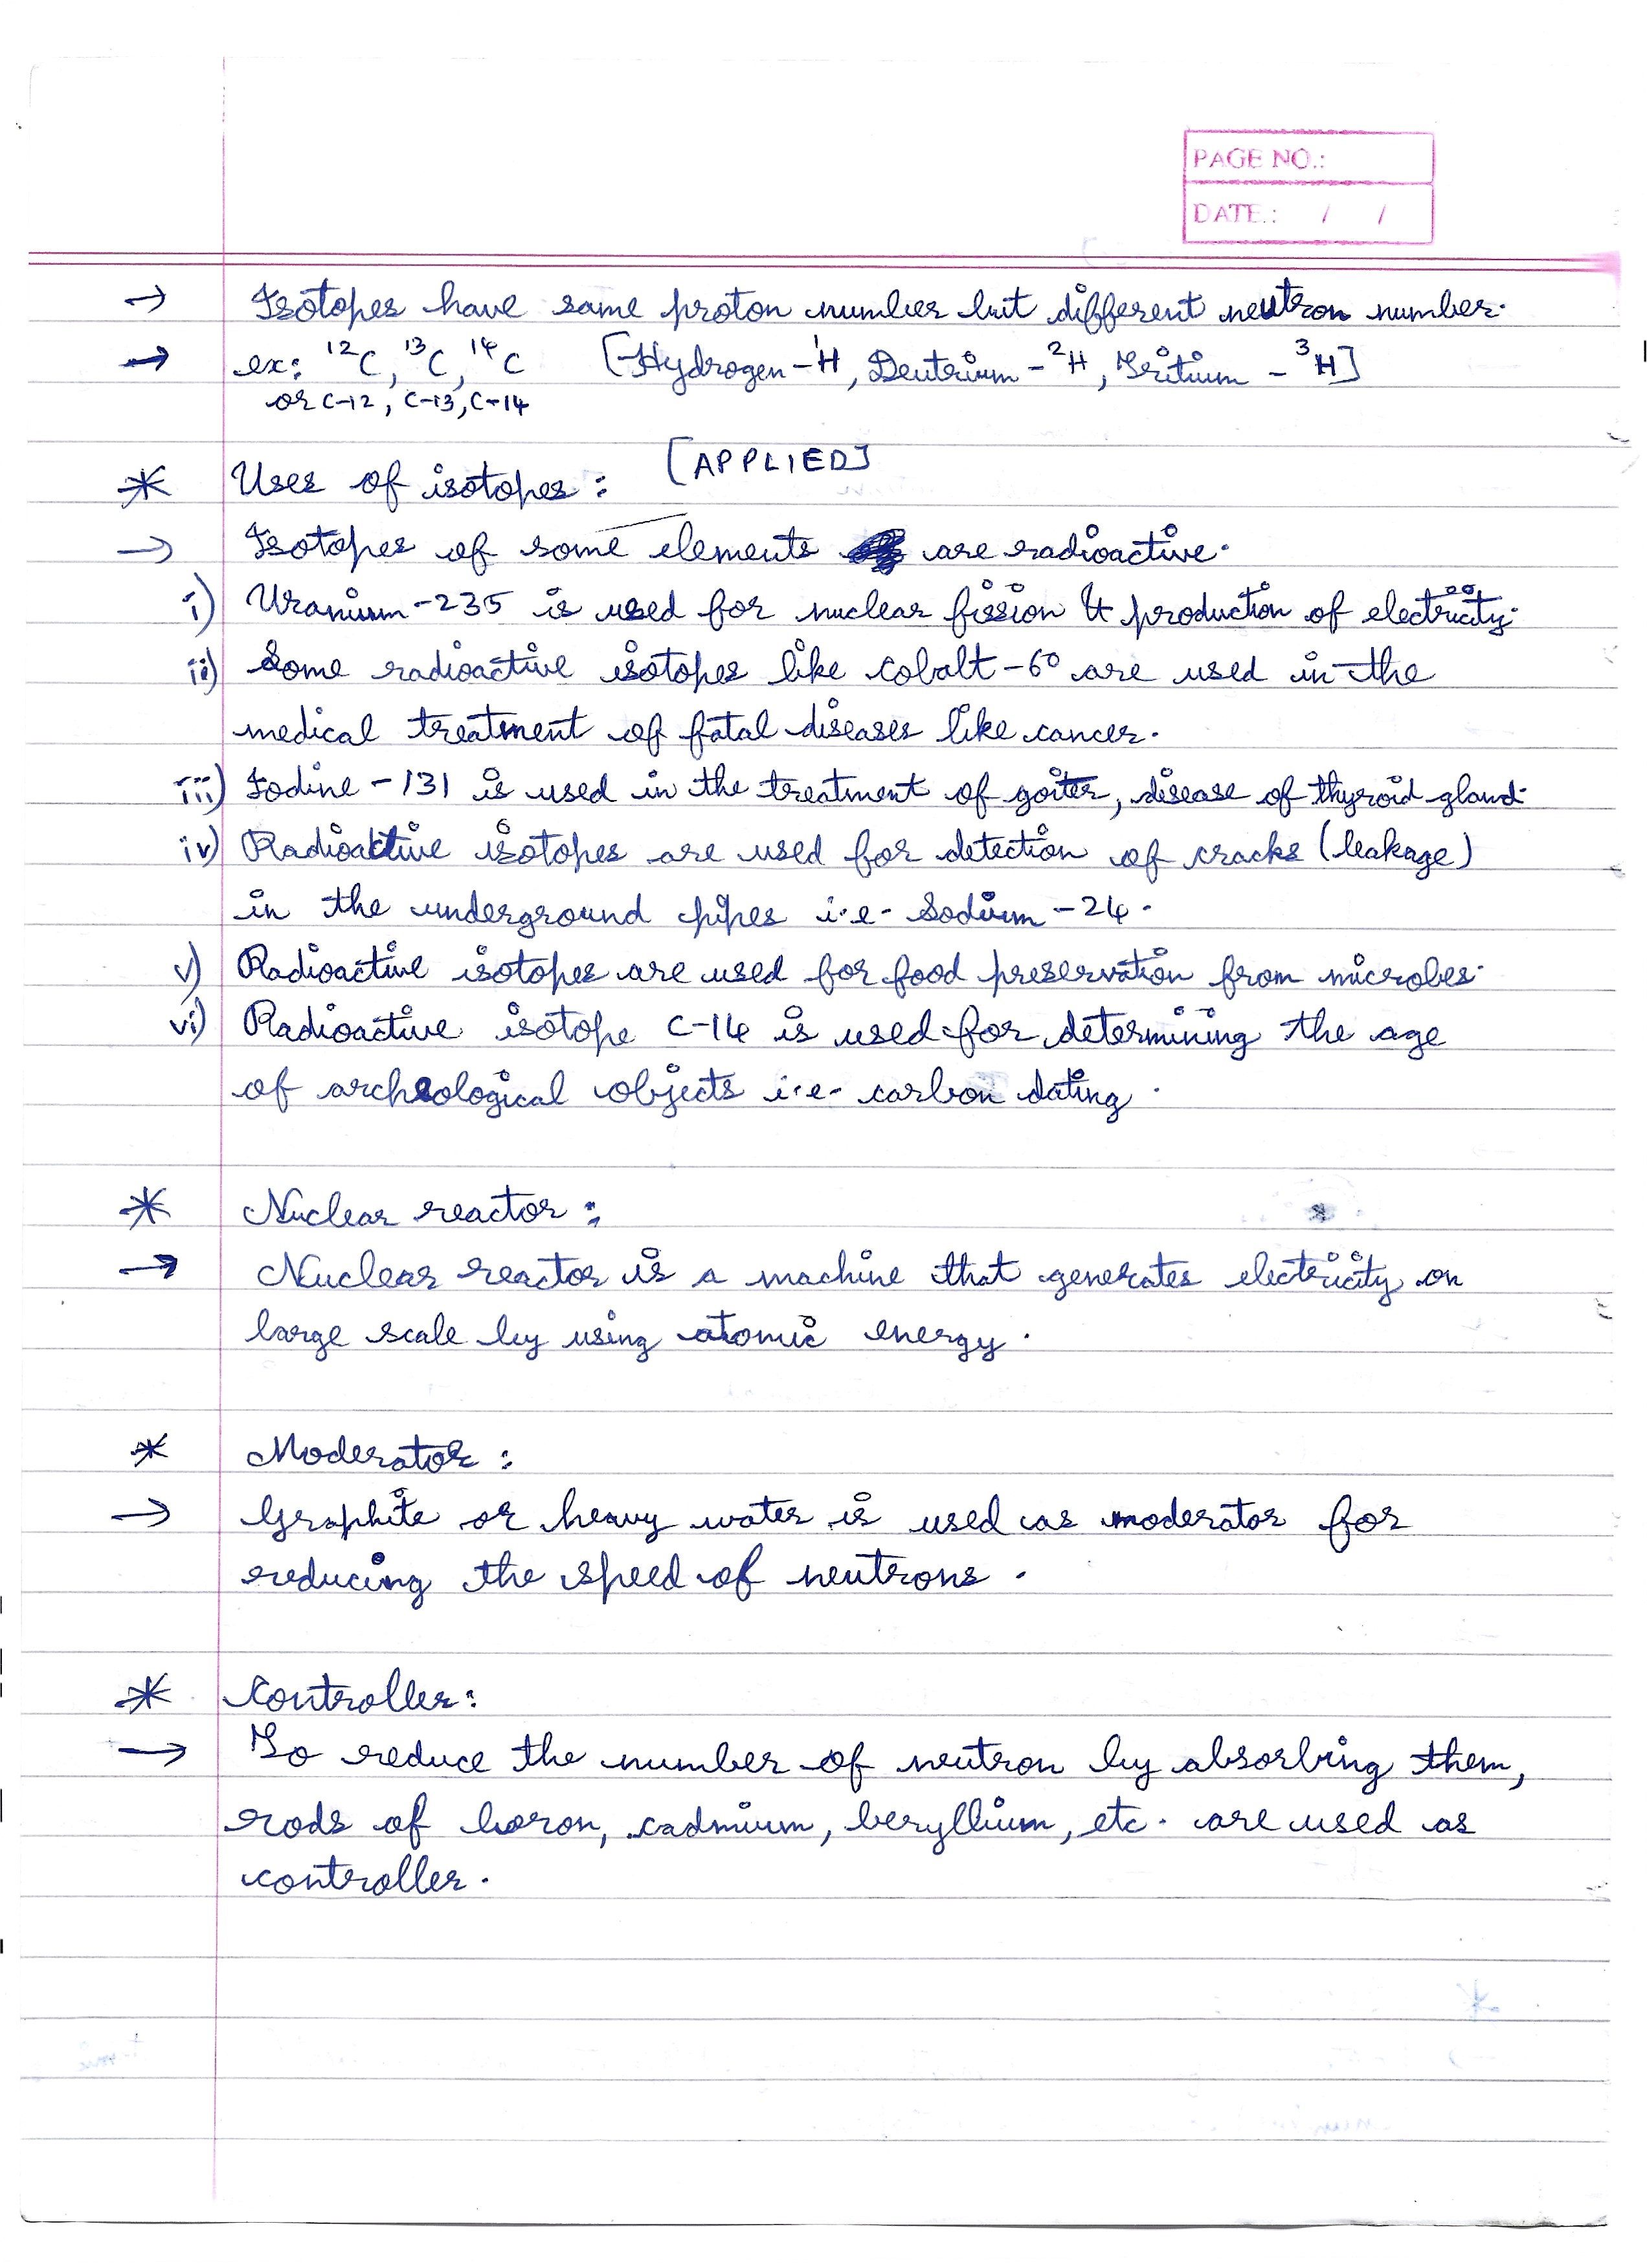 PAGE NO.:
DATE.: / /
→ Isotopes have same proton number but different neutron number.
→ ex: ¹²C, ¹³C, ¹⁴C [Hydrogen - ¹H, Deutrium - ²H, Tritium - ³H]
or C-12, C-13, C-14
* Uses of isotopes : [APPLIED]
→ Isotopes of some elements are radioactive.
i) Uranium-235 is used for nuclear fission & production of electricity.
ii) Some radioactive isotopes like cobalt-60 are used in the
medical treatment of fatal diseases like cancer.
iii) Iodine-131 is used in the treatment of goiter, disease of thyroid gland.
iv) Radioactive isotopes are used for detection of cracks (leakage)
in the underground pipes i.e. Sodium-24.
v) Radioactive isotopes are used for food preservation from microbes.
vi) Radioactive isotope C-14 is used for determining the age
of archeological objects i.e. carbon dating.
* Nuclear reactor :
→ Nuclear reactor is a machine that generates electricity on
large scale by using atomic energy.
* Moderator :
→ Graphite or heavy water is used as moderator for
reducing the speed of neutrons.
* Controller :
→ To reduce the number of neutron by absorbing them,
rods of boron, cadmium, beryllium, etc. are used as
controller.